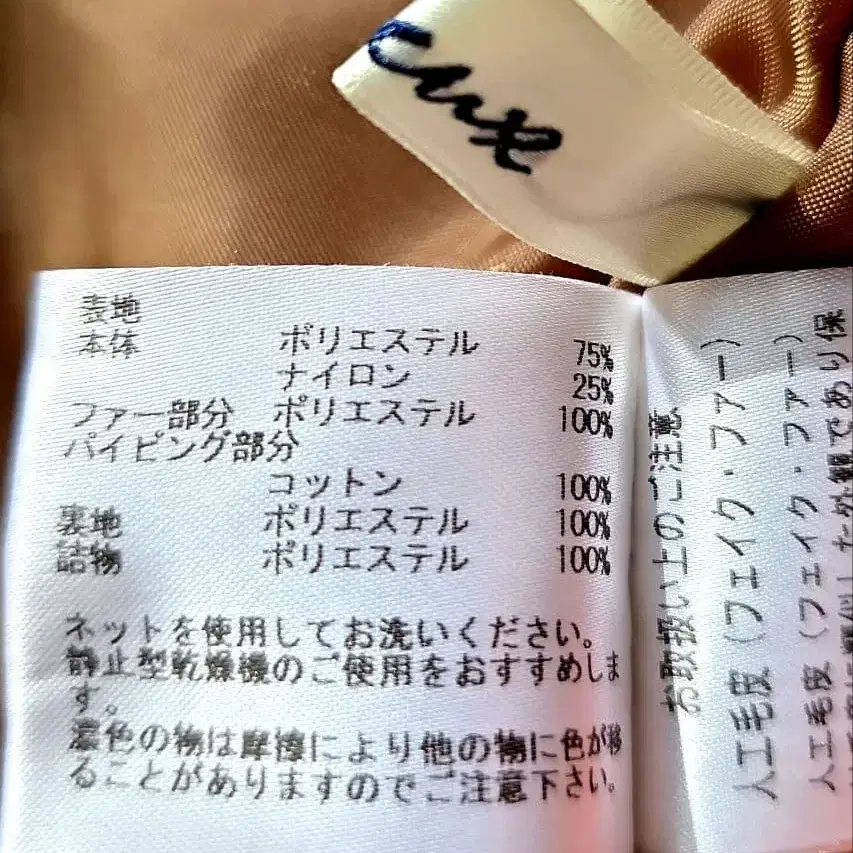 表地
本体 ポリエステル 75%
ナイロン 25%
ファー部分 ポリエステル 100%
パイピング部分
コットン 100%
裏地 ポリエステル 100%
詰物 ポリエステル 100%
ネットを使用してお洗いください。
静止型乾燥機のご使用をおすすめしま
す。
濃色の物は摩擦により他の物に色が移
ることがありますのでご注意下さい。
お取扱い上のご注意
人工毛皮（フェイク・ファー）
人工毛皮（フェイク・ファー）
た外観であり保